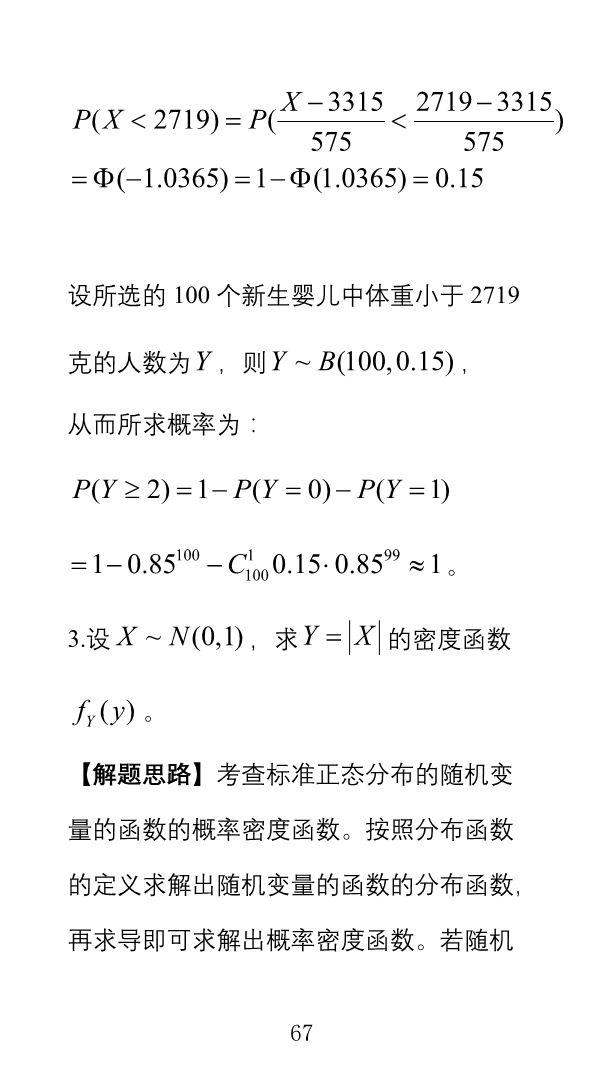 P(X < 2719) = P(\frac{X-3315}{575} < \frac{2719-3315}{575})
= Φ(−1.0365) = 1−Φ(1.0365) = 0.15
设所选的 100 个新生婴儿中体重小于 2719
克的人数为 Y ，则 Y ~ B(100,0.15) ，
从而所求概率为：
P(Y ≥ 2) = 1− P(Y = 0) − P(Y = 1)
= 1− 0.85^{100} − C_{100}^{1} 0.15· 0.85^{99} ≈ 1 。
3.设 X ~ N(0,1) ，求 Y = |X| 的密度函数
f_Y(y) 。
【解题思路】考查标准正态分布的随机变
量的函数的概率密度函数。按照分布函数
的定义求解出随机变量的函数的分布函数，
再求导即可求解出概率密度函数。若随机
67